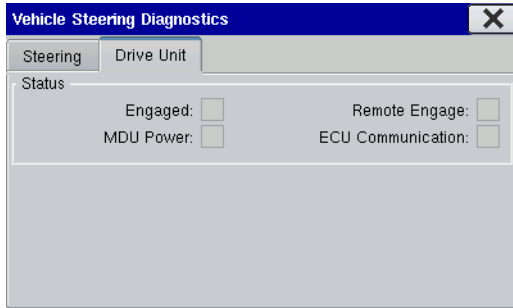 Vehicle Steering Diagnostics
Steering Drive Unit
Status
Engaged: Remote Engage:
MDU Power: ECU Communication: